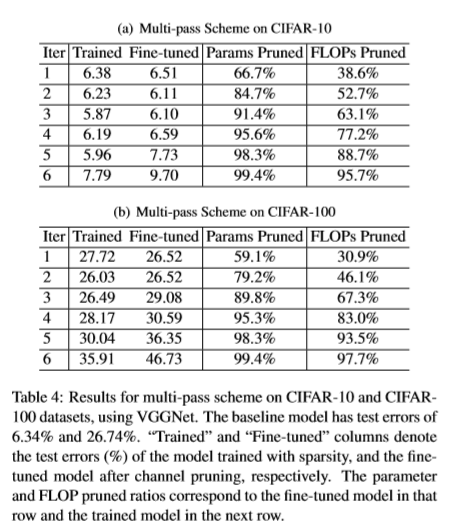 (a) Multi-pass Scheme on CIFAR-10
Iter Trained Fine-tuned Params Pruned FLOPs Pruned
1 6.38 6.51 66.7% 38.6%
2 6.23 6.11 84.7% 52.7%
3 5.87 6.10 91.4% 63.1%
4 6.19 6.59 95.6% 77.2%
5 5.96 7.73 98.3% 88.7%
6 7.79 9.70 99.4% 95.7%
(b) Multi-pass Scheme on CIFAR-100
Iter Trained Fine-tuned Params Pruned FLOPs Pruned
1 27.72 26.52 59.1% 30.9%
2 26.03 26.52 79.2% 46.1%
3 26.49 29.08 89.8% 67.3%
4 28.17 30.59 95.3% 83.0%
5 30.04 36.35 98.3% 93.5%
6 35.91 46.73 99.4% 97.7%
Table 4: Results for multi-pass scheme on CIFAR-10 and CIFAR-
100 datasets, using VGGNet. The baseline model has test errors of
6.34% and 26.74%. “Trained” and “Fine-tuned” columns denote
the test errors (%) of the model trained with sparsity, and the fine-
tuned model after channel pruning, respectively. The parameter
and FLOP pruned ratios correspond to the fine-tuned model in that
row and the trained model in the next row.